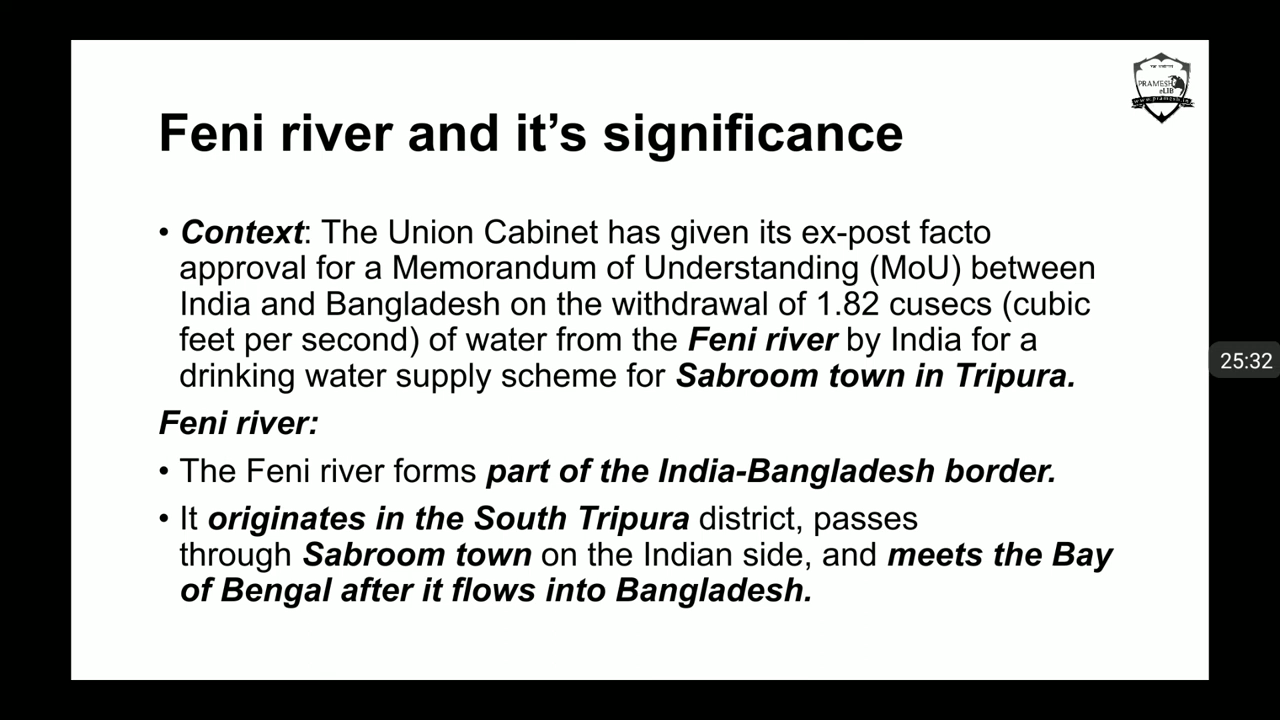 Feni river and it’s significance
PRAMESH
eLIB
• Context: The Union Cabinet has given its ex-post facto
approval for a Memorandum of Understanding (MoU) between
India and Bangladesh on the withdrawal of 1.82 cusecs (cubic
feet per second) of water from the Feni river by India for a
drinking water supply scheme for Sabroom town in Tripura.
25:32
Feni river:
• The Feni river forms part of the India-Bangladesh border.
• It originates in the South Tripura district, passes
through Sabroom town on the Indian side, and meets the Bay
of Bengal after it flows into Bangladesh.